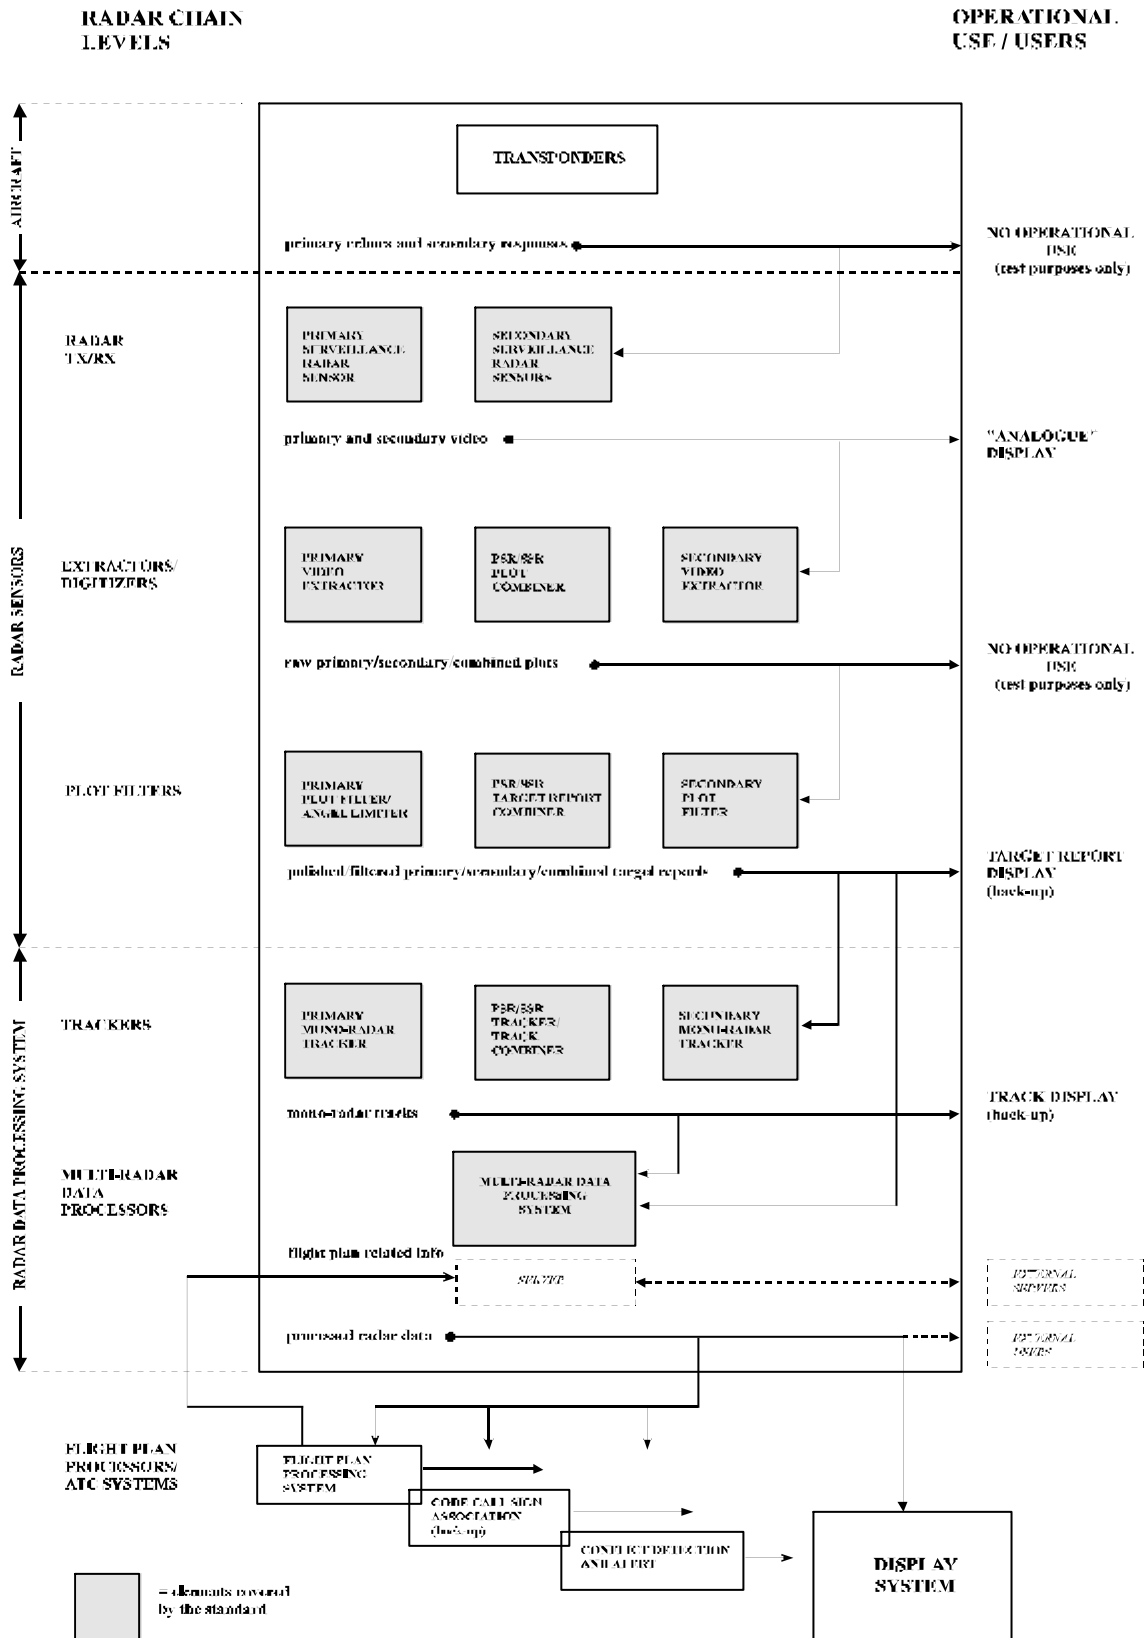 RADAR CHAIN
LEVELS
OPERATIONAL
USE / USERS
AIRCRAFT
TRANSPONDERS
primary echoes and secondary responses
NO OPERATIONAL
USE
(test purposes only)
RADAR SENSORS
RADAR
TX/RX
PRIMARY
SURVEILLANCE
RADAR
SENSOR
SECONDARY
SURVEILLANCE
RADAR
SENSORS
primary and secondary video
"ANALOGUE"
DISPLAY
EXTRACTORS/
DIGITIZERS
PRIMARY
VIDEO
EXTRACTOR
PSR/SSR
PLOT
COMBINER
SECONDARY
VIDEO
EXTRACTOR
raw primary/secondary/combined plots
NO OPERATIONAL
USE
(test purposes only)
PLOT FILTERS
PRIMARY
PLOT FILTER/
ANGEL LIMITER
PSR/SSR
TARGET REPORT
COMBINER
SECONDARY
PLOT
FILTER
polished/filtered primary/secondary/combined target reports
TARGET REPORT
DISPLAY
(back-up)
RADAR DATA PROCESSING SYSTEM
TRACKERS
PRIMARY
MONO-RADAR
TRACKER
PSR/SSR
TRACKER/
TRACK
COMBINER
SECONDARY
MONO-RADAR
TRACKER
mono-radar tracks
TRACK DISPLAY
(back-up)
MULTI-RADAR
DATA
PROCESSORS
MULTI-RADAR DATA
PROCESSING
SYSTEM
flight plan related info
SERVER
EXTERNAL
SERVERS
processed radar data
EXTERNAL
USERS
FLIGHT PLAN
PROCESSORS/
ATC SYSTEMS
FLIGHT PLAN
PROCESSING
SYSTEM
CODE CALL SIGN
ASSOCIATION
(back-up)
CONFLICT DETECTION
AND ALERT
DISPLAY
SYSTEM
= elements covered
by the standard